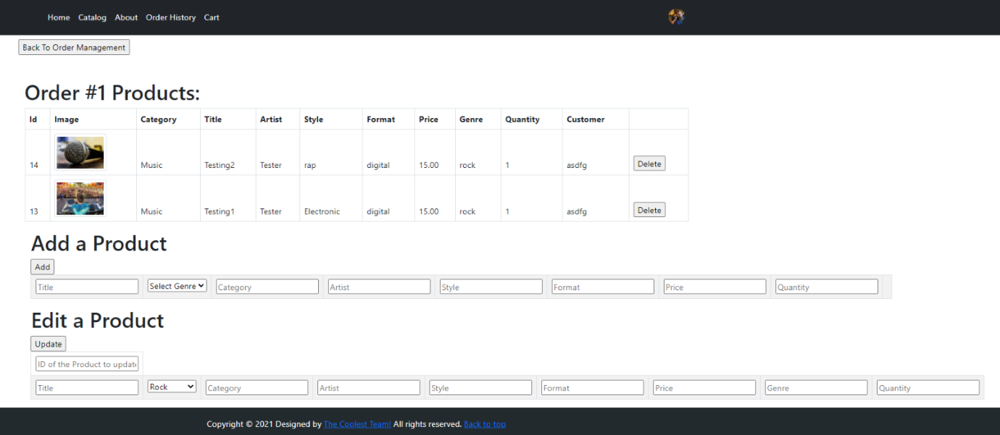 Home Catalog About Order History Cart
Back To Order Management
Order #1 Products:
Id Image Category Title Artist Style Format Price Genre Quantity Customer
14 Music Testing2 Tester rap digital 15.00 rock 1 asdfg Delete
13 Music Testing1 Tester Electronic digital 15.00 rock 1 asdfg Delete
Add a Product
Add
Title Select Genre Category Artist Style Format Price Quantity
Edit a Product
Update
ID of the Product to update
Title Rock Category Artist Style Format Price Genre Quantity
Copyright © 2021 Designed by The Coolest Team! All rights reserved. Back to top